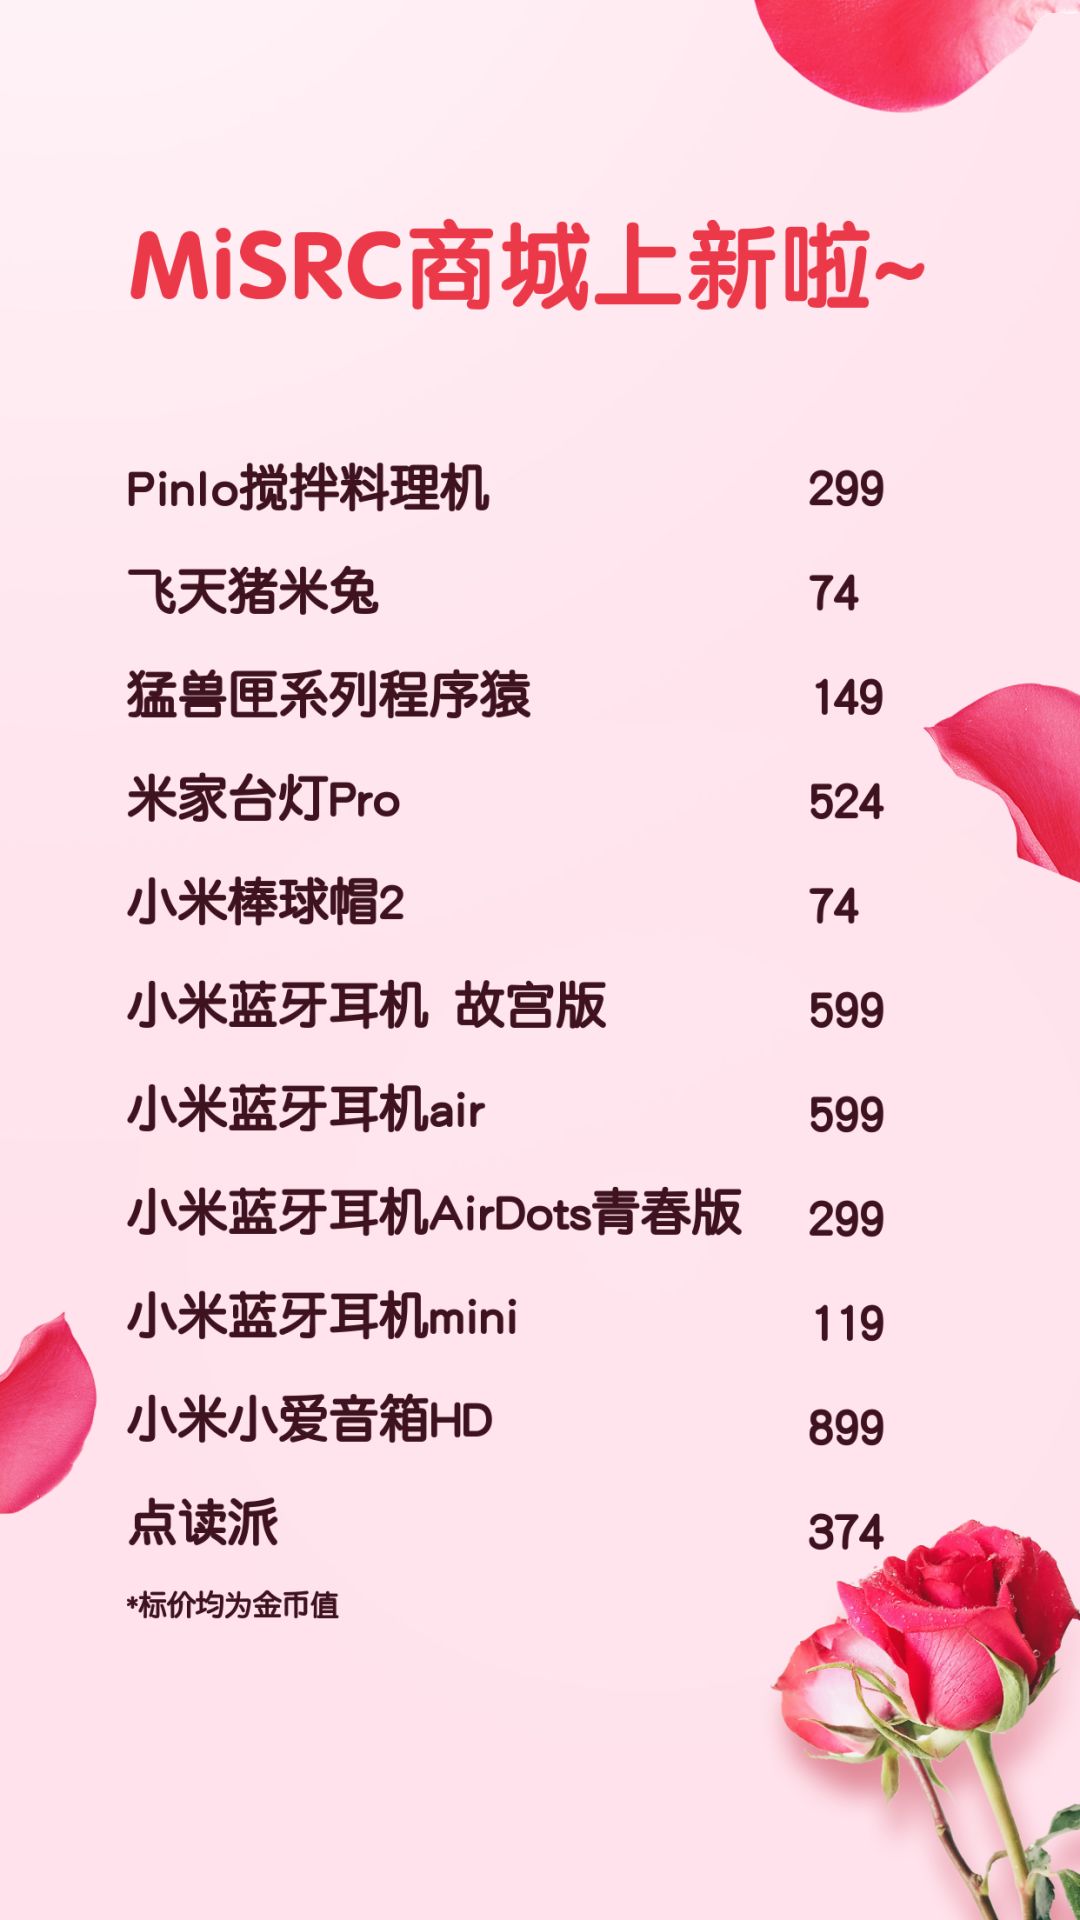 MiSRC商城上新啦~
Pinlo搅拌料理机 299
飞天猪米兔 74
猛兽匣系列程序猿 149
米家台灯Pro 524
小米棒球帽2 74
小米蓝牙耳机 故宫版 599
小米蓝牙耳机air 599
小米蓝牙耳机AirDots青春版 299
小米蓝牙耳机mini 119
小米小爱音箱HD 899
点读派 374
*标价均为金币值